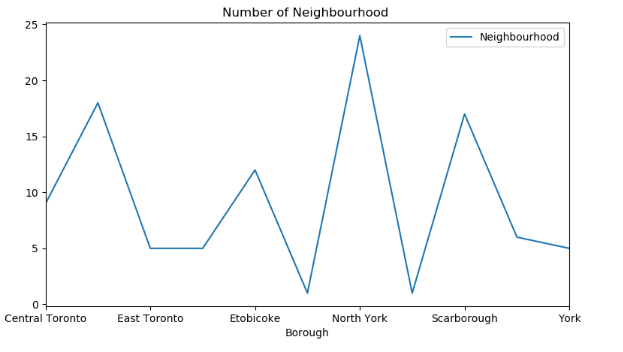 Number of Neighbourhood
Neighbourhood
25
20
15
10
5
0
Central Toronto East Toronto Etobicoke North York Scarborough York
Borough